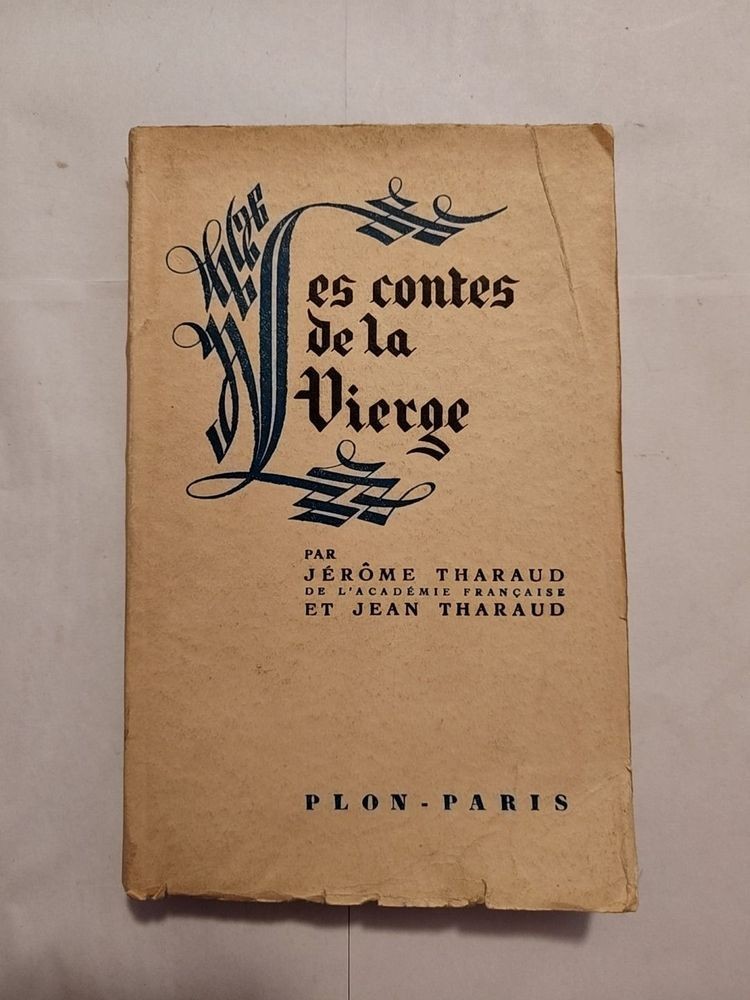 Les contes
de la
Vierge
PAR
JÉRÔME THARAUD
DE L'ACADÉMIE FRANÇAISE
ET JEAN THARAUD
PLON - PARIS